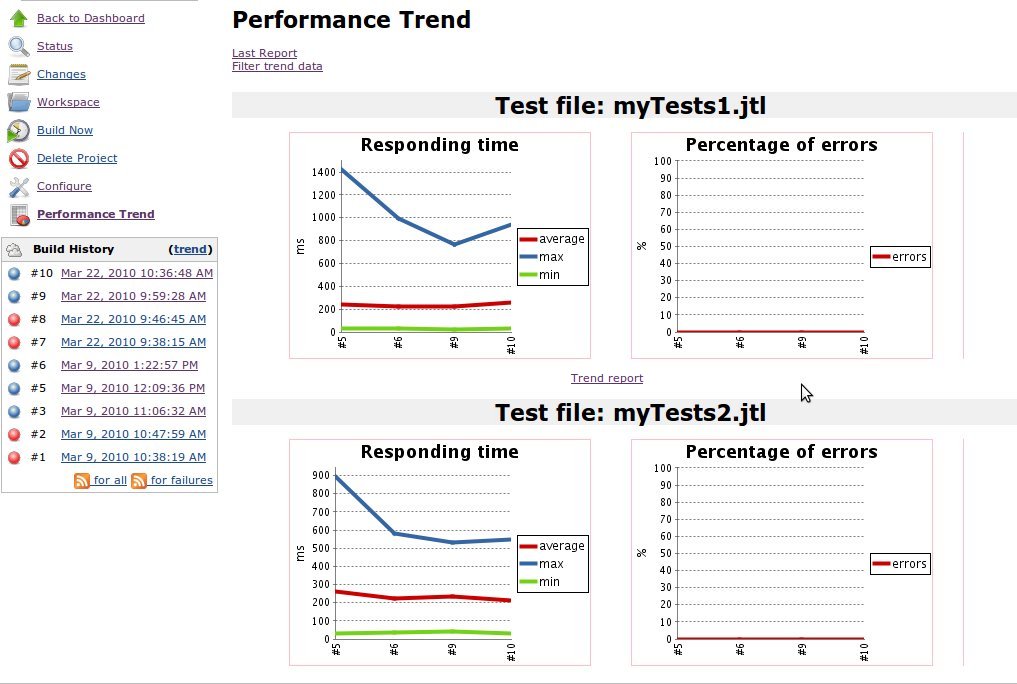 Back to Dashboard
Status
Changes
Workspace
Build Now
Delete Project
Configure
Performance Trend
Build History (trend)
#10 Mar 22, 2010 10:36:48 AM
#9 Mar 22, 2010 9:59:28 AM
#8 Mar 22, 2010 9:46:45 AM
#7 Mar 22, 2010 9:38:15 AM
#6 Mar 9, 2010 1:22:57 PM
#5 Mar 9, 2010 12:09:36 PM
#3 Mar 9, 2010 11:06:32 AM
#2 Mar 9, 2010 10:47:59 AM
#1 Mar 9, 2010 10:38:19 AM
for all for failures
Performance Trend
Last Report
Filter trend data
Test file: myTests1.jtl
Responding time
1400
1200
1000
800
600
400
200
0
ms
#5 #6 #9 #10
average
max
min
Percentage of errors
100
90
80
70
60
50
40
30
20
10
0
%
#5 #6 #9 #10
errors
Trend report
Test file: myTests2.jtl
Responding time
900
800
700
600
500
400
300
200
100
0
ms
#5 #6 #9 #10
average
max
min
Percentage of errors
100
90
80
70
60
50
40
30
20
10
0
%
#5 #6 #9 #10
errors